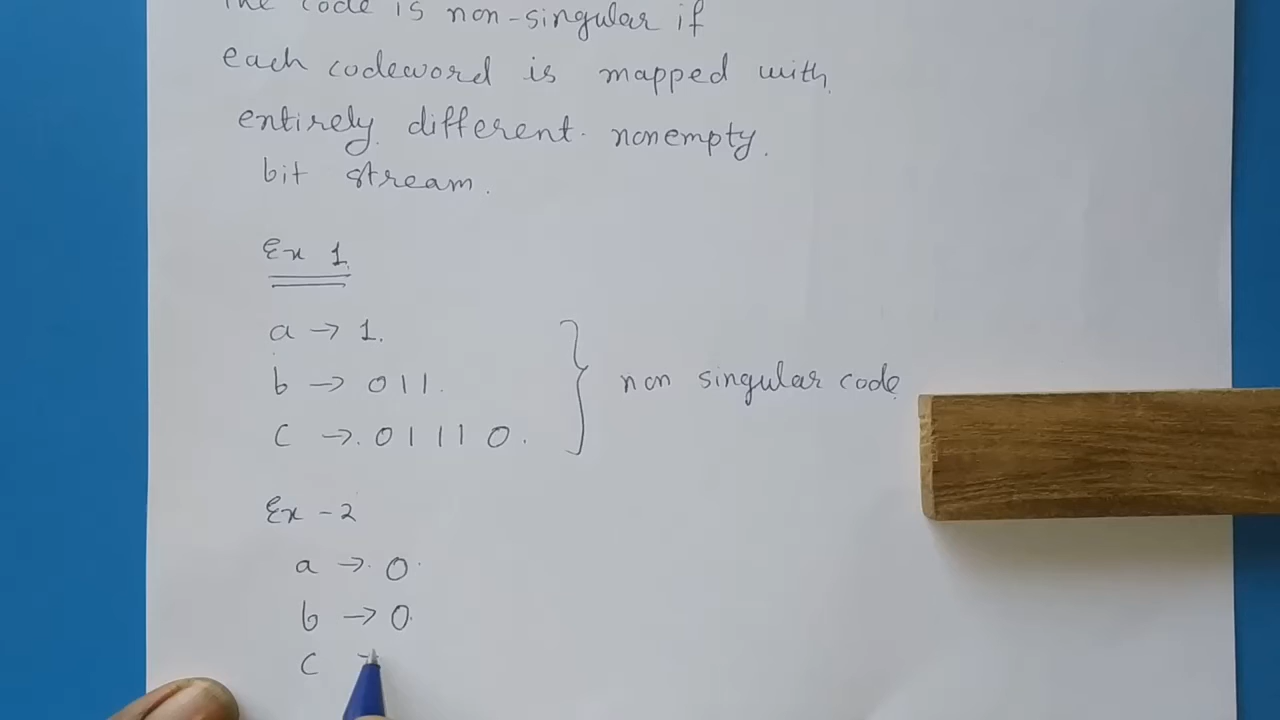 The code is non-singular if
each codeword is mapped with
entirely different nonempty.
bit stream.
Ex 1
a → 1.
b → 011.
c → 01110.
non singular code
Ex - 2
a → 0
b → 0
c →